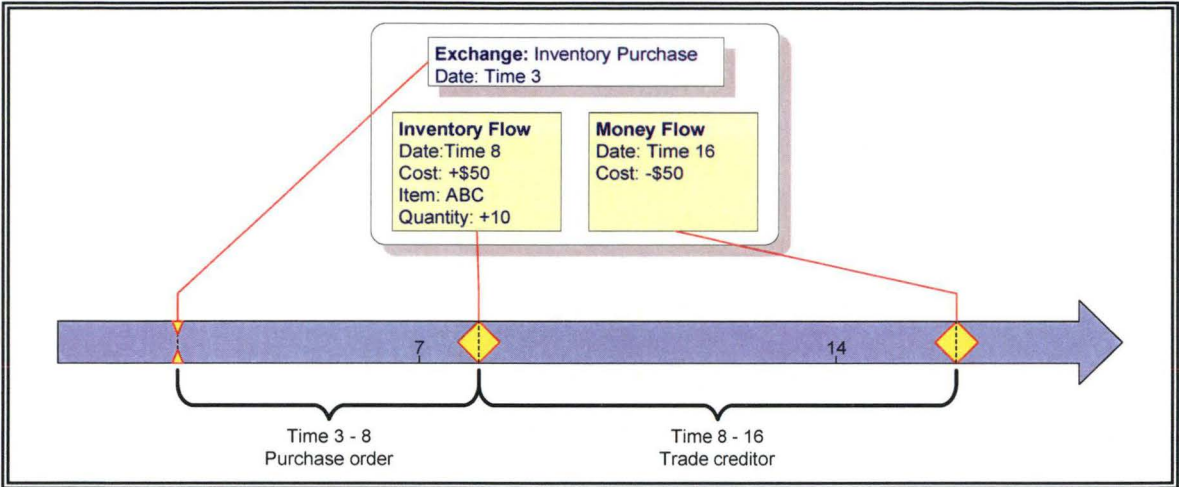 Exchange: Inventory Purchase
Date: Time 3
Inventory Flow
Date:Time 8
Cost: +$50
Item: ABC
Quantity: +10
Money Flow
Date: Time 16
Cost: -$50
7
14
Time 3 - 8
Purchase order
Time 8 - 16
Trade creditor